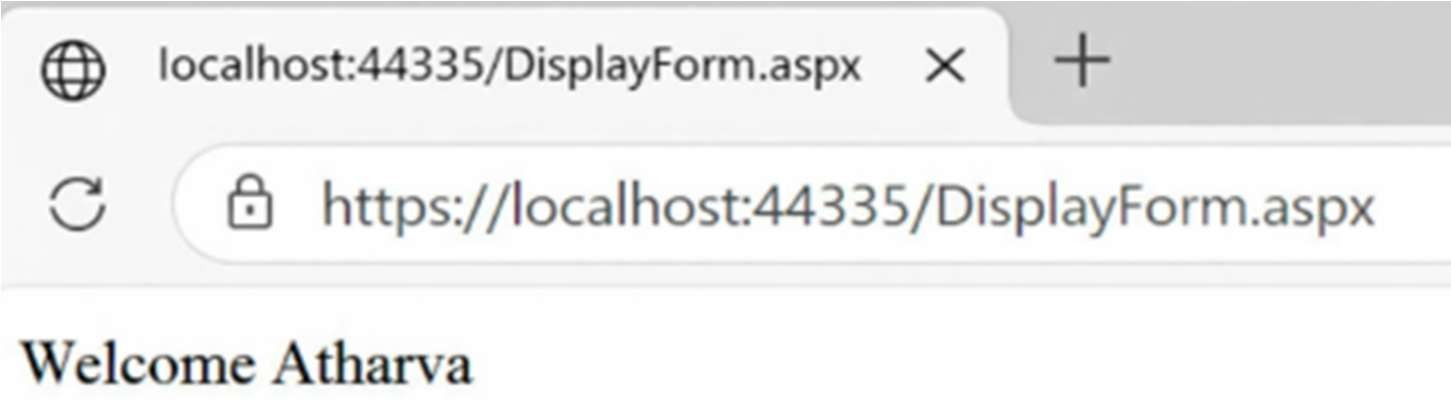 localhost:44335/DisplayForm.aspx
https://localhost:44335/DisplayForm.aspx
Welcome Atharva